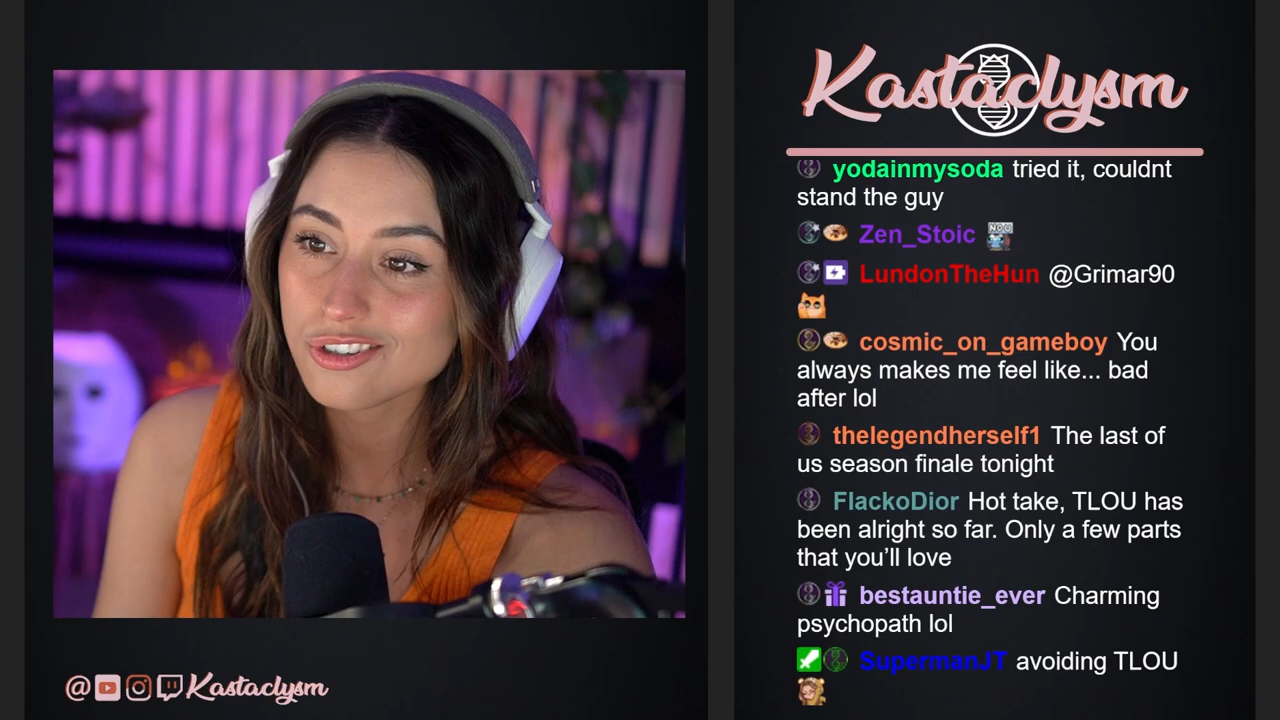 Kastaclysm
yodainmysoda tried it, couldnt
stand the guy
Zen_Stoic NOU
LundonTheHun @Grimar90
cosmic_on_gameboy You
always makes me feel like... bad
after lol
thelegendherself1 The last of
us season finale tonight
FlackoDior Hot take, TLOU has
been alright so far. Only a few parts
that you’ll love
bestauntie_ever Charming
psychopath lol
SupermanJT avoiding TLOU
@Kastaclysm